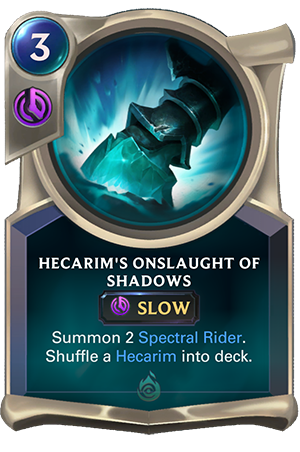 3
HECARIM'S ONSLAUGHT OF
SHADOWS
SLOW
Summon 2 Spectral Rider.
Shuffle a Hecarim into deck.